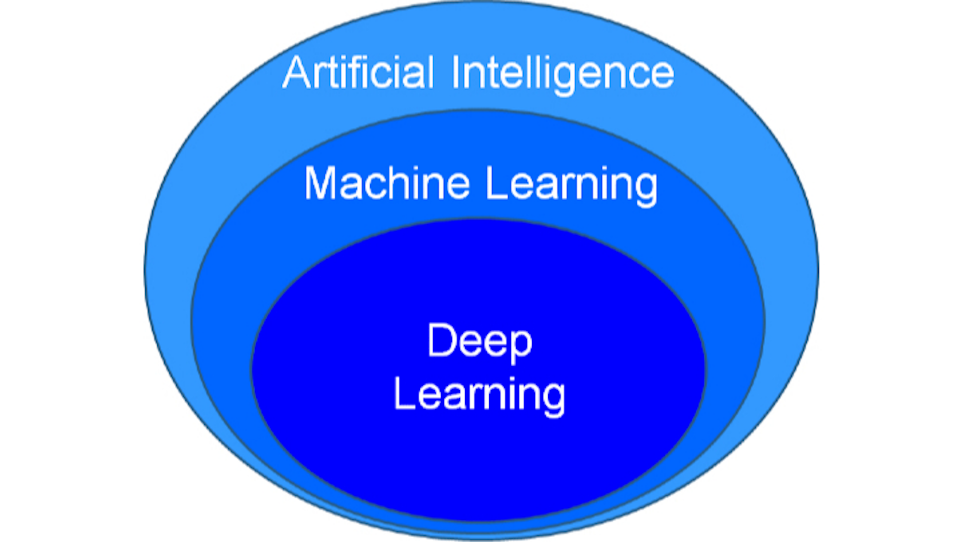 Artificial Intelligence
Machine Learning
Deep
Learning